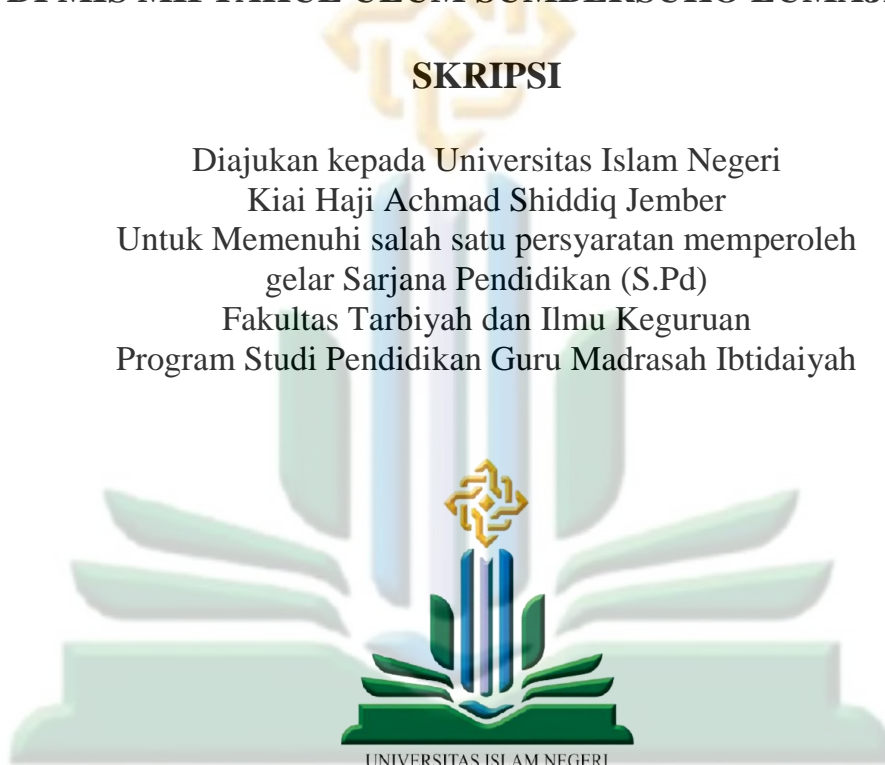 SKRIPSI
Diajukan kepada Universitas Islam Negeri
Kiai Haji Achmad Shiddiq Jember
Untuk Memenuhi salah satu persyaratan memperoleh
gelar Sarjana Pendidikan (S.Pd)
Fakultas Tarbiyah dan Ilmu Keguruan
Program Studi Pendidikan Guru Madrasah Ibtidaiyah
UNIVERSITAS ISLAM NEGERI